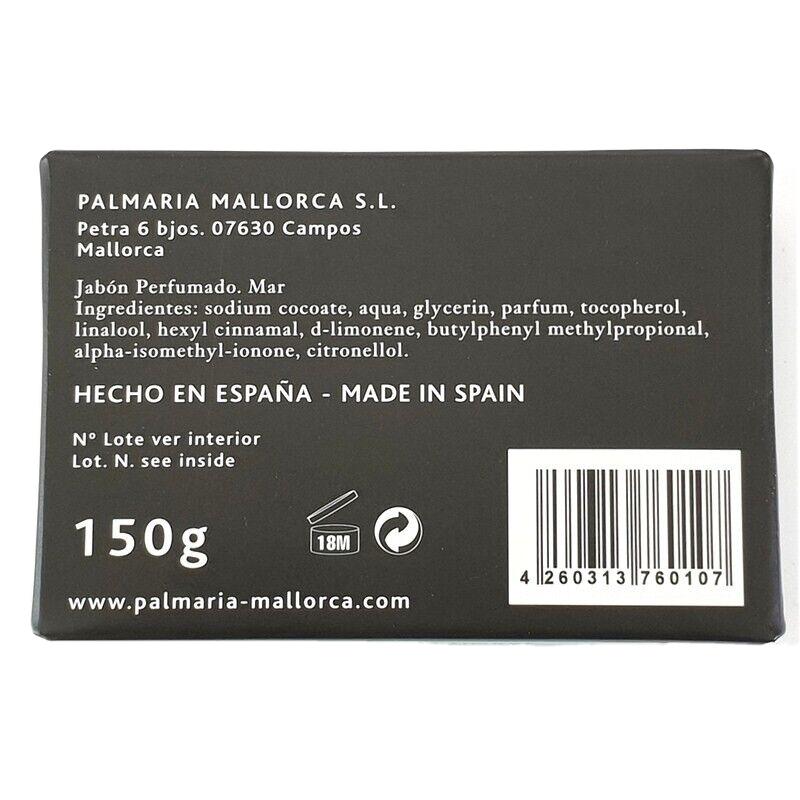 PALMARIA MALLORCA S.L.
Petra 6 bjos. 07630 Campos
Mallorca
Jabón Perfumado. Mar
Ingredientes: sodium cocoate, aqua, glycerin, parfum, tocopherol,
linalool, hexyl cinnamal, d-limonene, butylphenyl methylpropional,
alpha-isomethyl-ionone, citronellol.
HECHO EN ESPAÑA - MADE IN SPAIN
Nº Lote ver interior
Lot. N. see inside
150g
18M
4 260313 760107
www.palmaria-mallorca.com